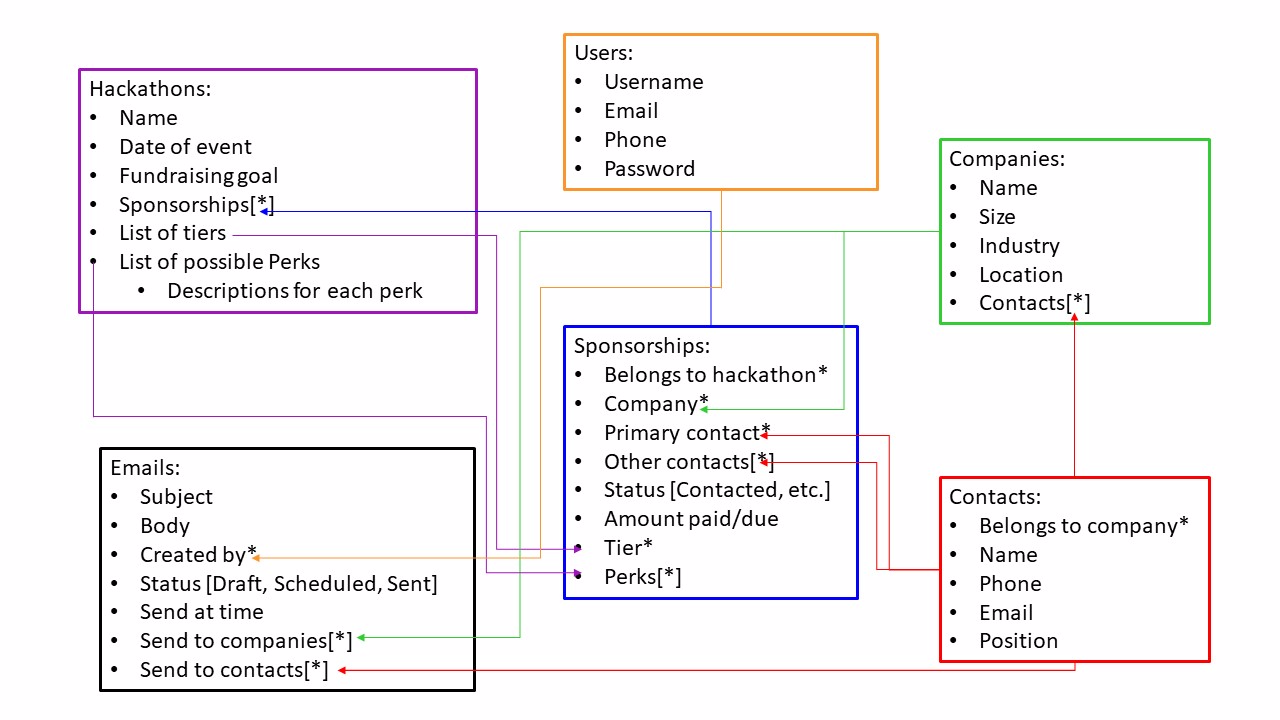 Hackathons:
• Name
• Date of event
• Fundraising goal
• Sponsorships[*]
• List of tiers
• List of possible Perks
• Descriptions for each perk
Users:
• Username
• Email
• Phone
• Password
Companies:
• Name
• Size
• Industry
• Location
• Contacts[*]
Sponsorships:
• Belongs to hackathon*
• Company*
• Primary contact*
• Other contacts[*]
• Status [Contacted, etc.]
• Amount paid/due
• Tier*
• Perks[*]
Emails:
• Subject
• Body
• Created by*
• Status [Draft, Scheduled, Sent]
• Send at time
• Send to companies[*]
• Send to contacts[*]
Contacts:
• Belongs to company*
• Name
• Phone
• Email
• Position